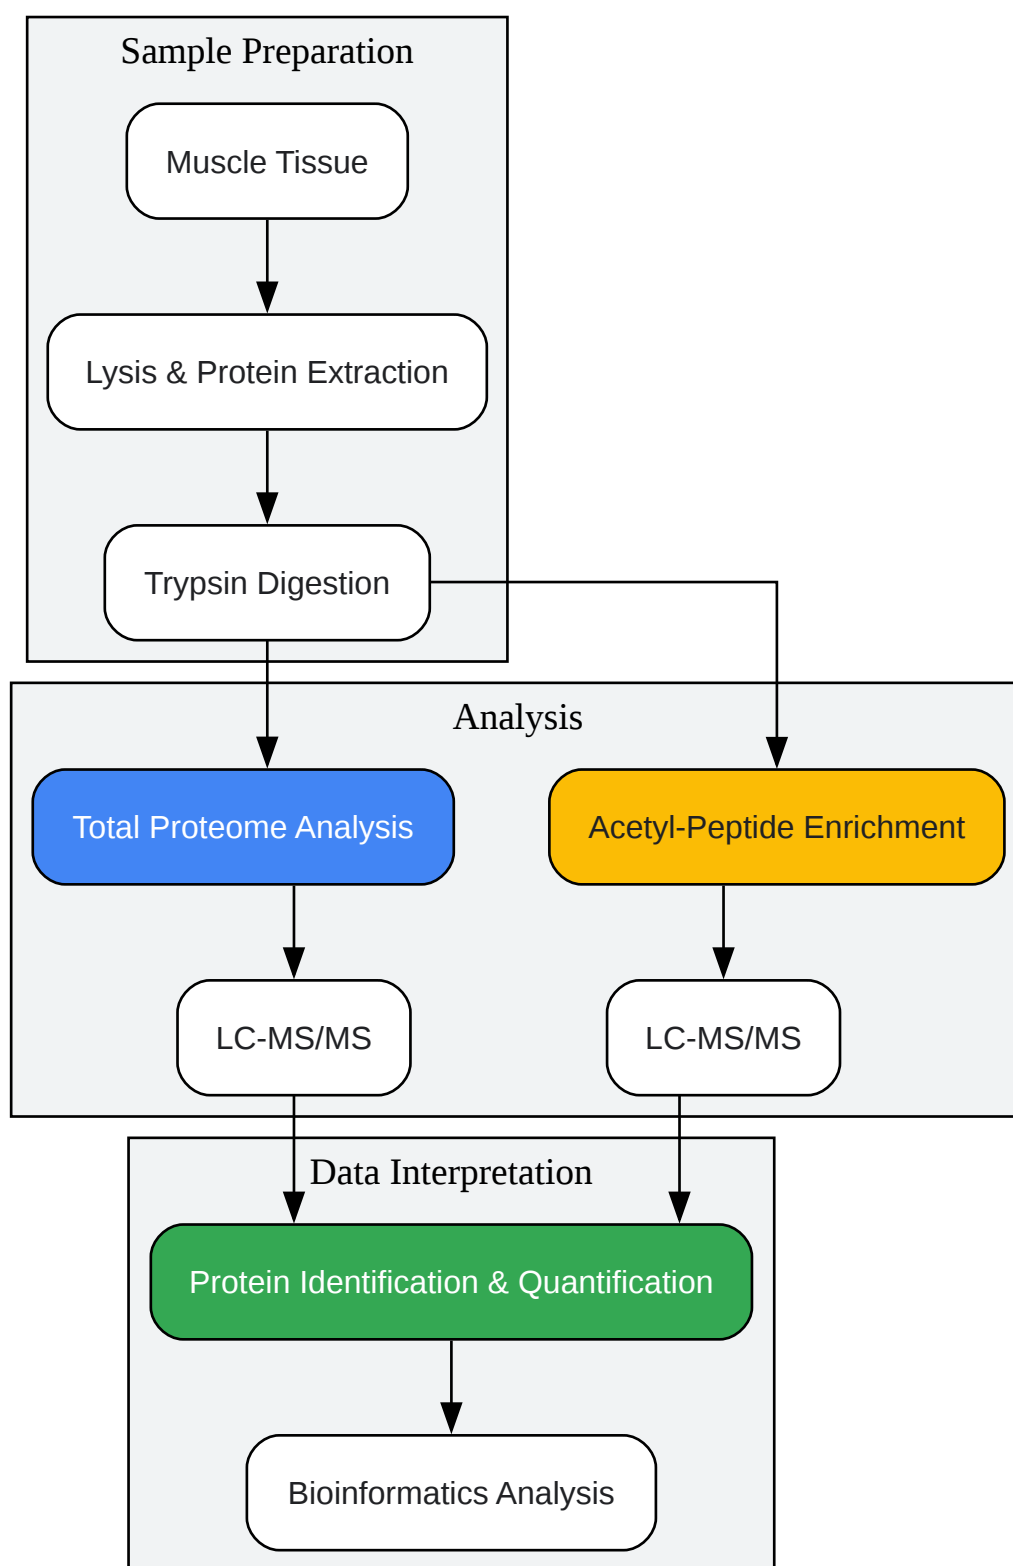 Sample Preparation
Muscle Tissue
Lysis & Protein Extraction
Trypsin Digestion
Analysis
Total Proteome Analysis
Acetyl-Peptide Enrichment
LC-MS/MS
LC-MS/MS
Data Interpretation
Protein Identification & Quantification
Bioinformatics Analysis